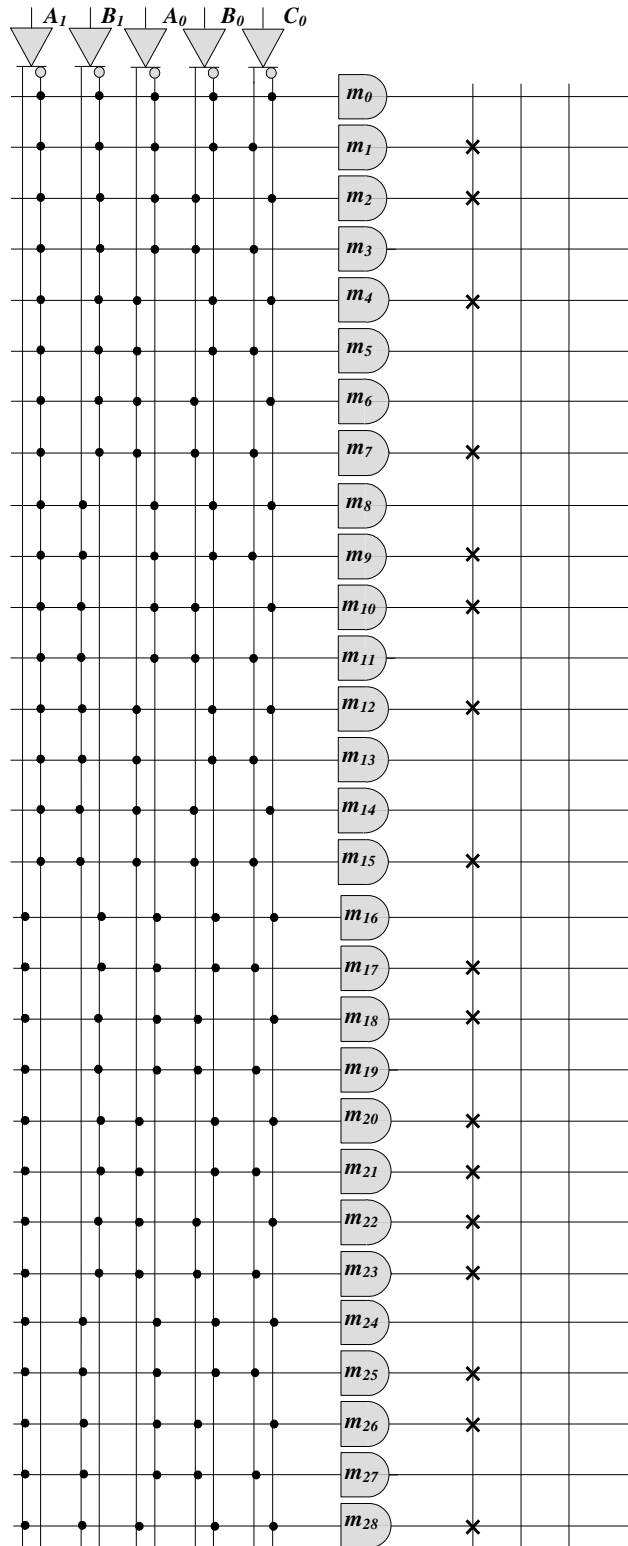 A₁ B₁ A₀ B₀ C₀
m₀
m₁
m₂
m₃
m₄
m₅
m₆
m₇
m₈
m₉
m₁₀
m₁₁
m₁₂
m₁₃
m₁₄
m₁₅
m₁₆
m₁₇
m₁₈
m₁₉
m₂₀
m₂₁
m₂₂
m₂₃
m₂₄
m₂₅
m₂₆
m₂₇
m₂₈